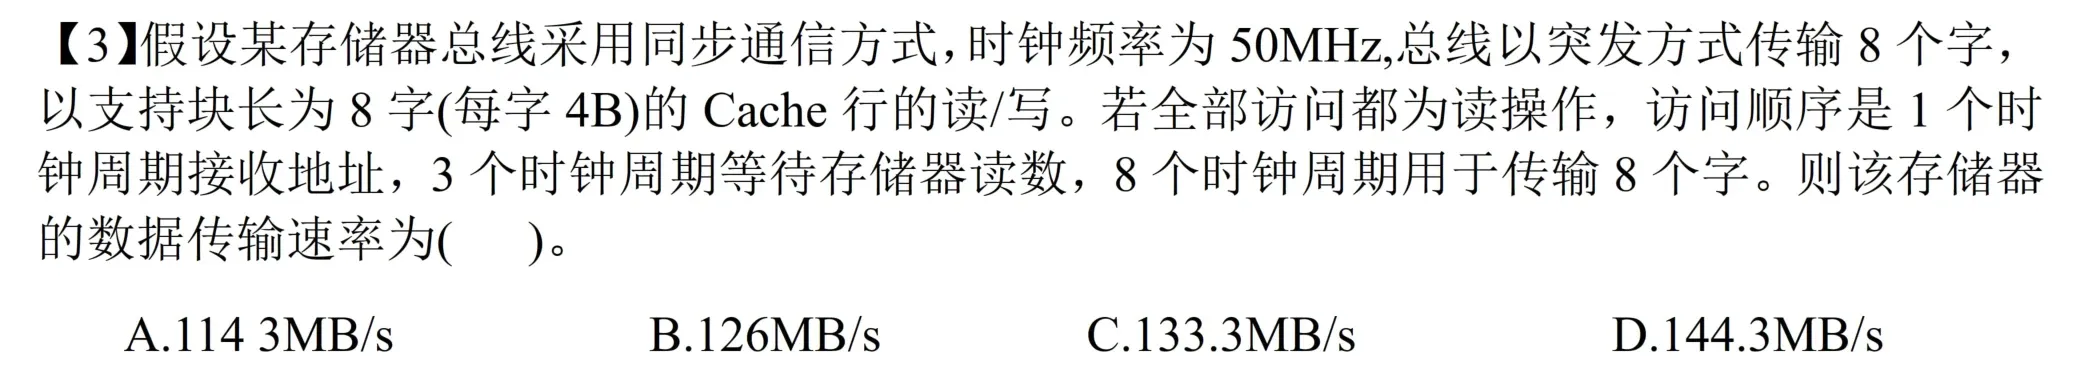 【3】假设某存储器总线采用同步通信方式，时钟频率为 50MHz,总线以突发方式传输 8 个字，
以支持块长为 8 字(每字 4B)的 Cache 行的读/写。若全部访问都为读操作，访问顺序是 1 个时
钟周期接收地址，3 个时钟周期等待存储器读数，8 个时钟周期用于传输 8 个字。则该存储器
的数据传输速率为(    )。
A.114 3MB/s    B.126MB/s    C.133.3MB/s    D.144.3MB/s